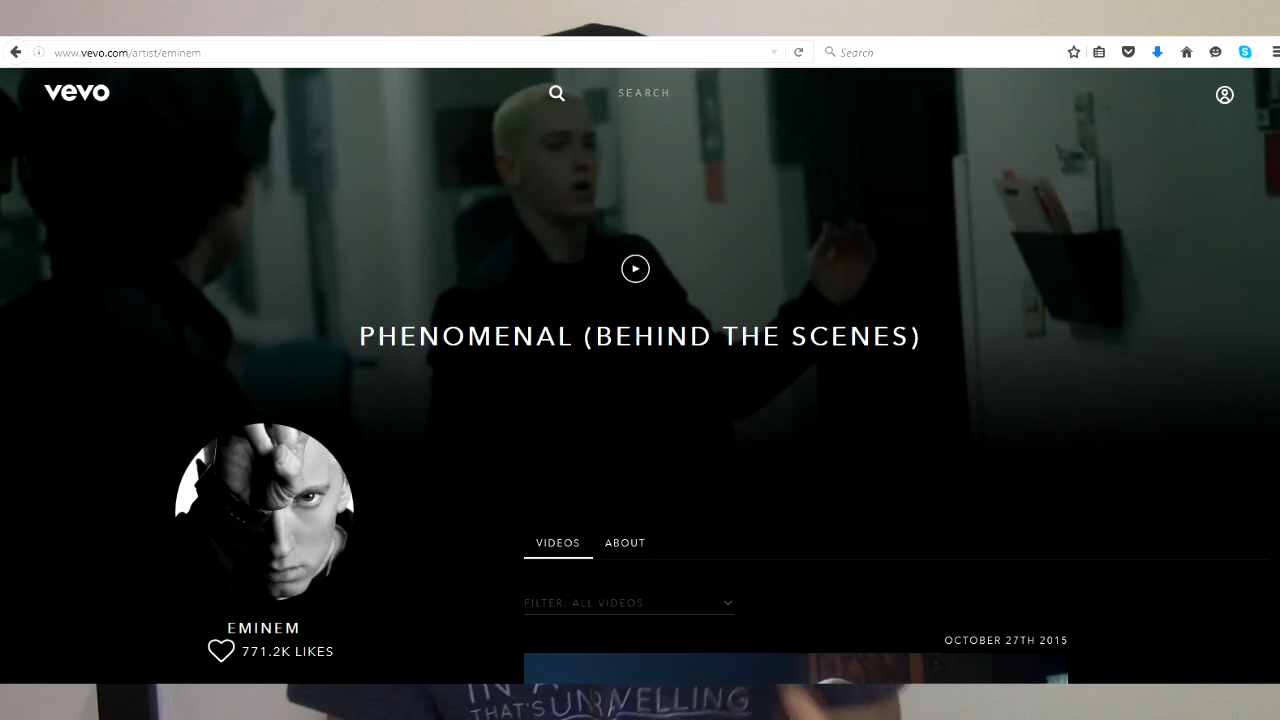 www.vevo.com/artist/eminem
Search
vevo
SEARCH
PHENOMENAL (BEHIND THE SCENES)
VIDEOS ABOUT
FILTER: ALL VIDEOS
OCTOBER 27TH 2015
EMINEM
771.2K LIKES
THAT'S UNRAVELLING